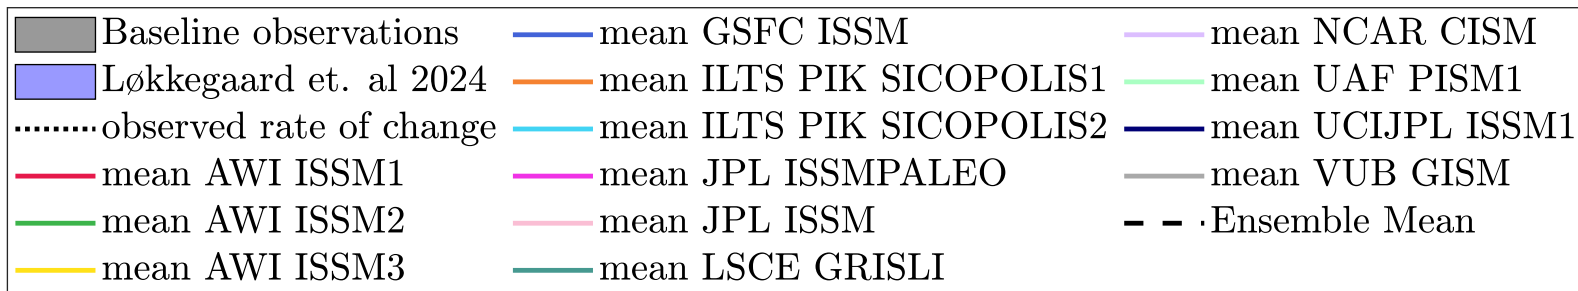 Baseline observations
Løkkegaard et. al 2024
observed rate of change
mean AWI ISSM1
mean AWI ISSM2
mean AWI ISSM3
mean GSFC ISSM
mean ILTS PIK SICOPOLIS1
mean ILTS PIK SICOPOLIS2
mean JPL ISSMPALEO
mean JPL ISSM
mean LSCE GRISLI
mean NCAR CISM
mean UAF PISM1
mean UCIJPL ISSM1
mean VUB GISM
Ensemble Mean